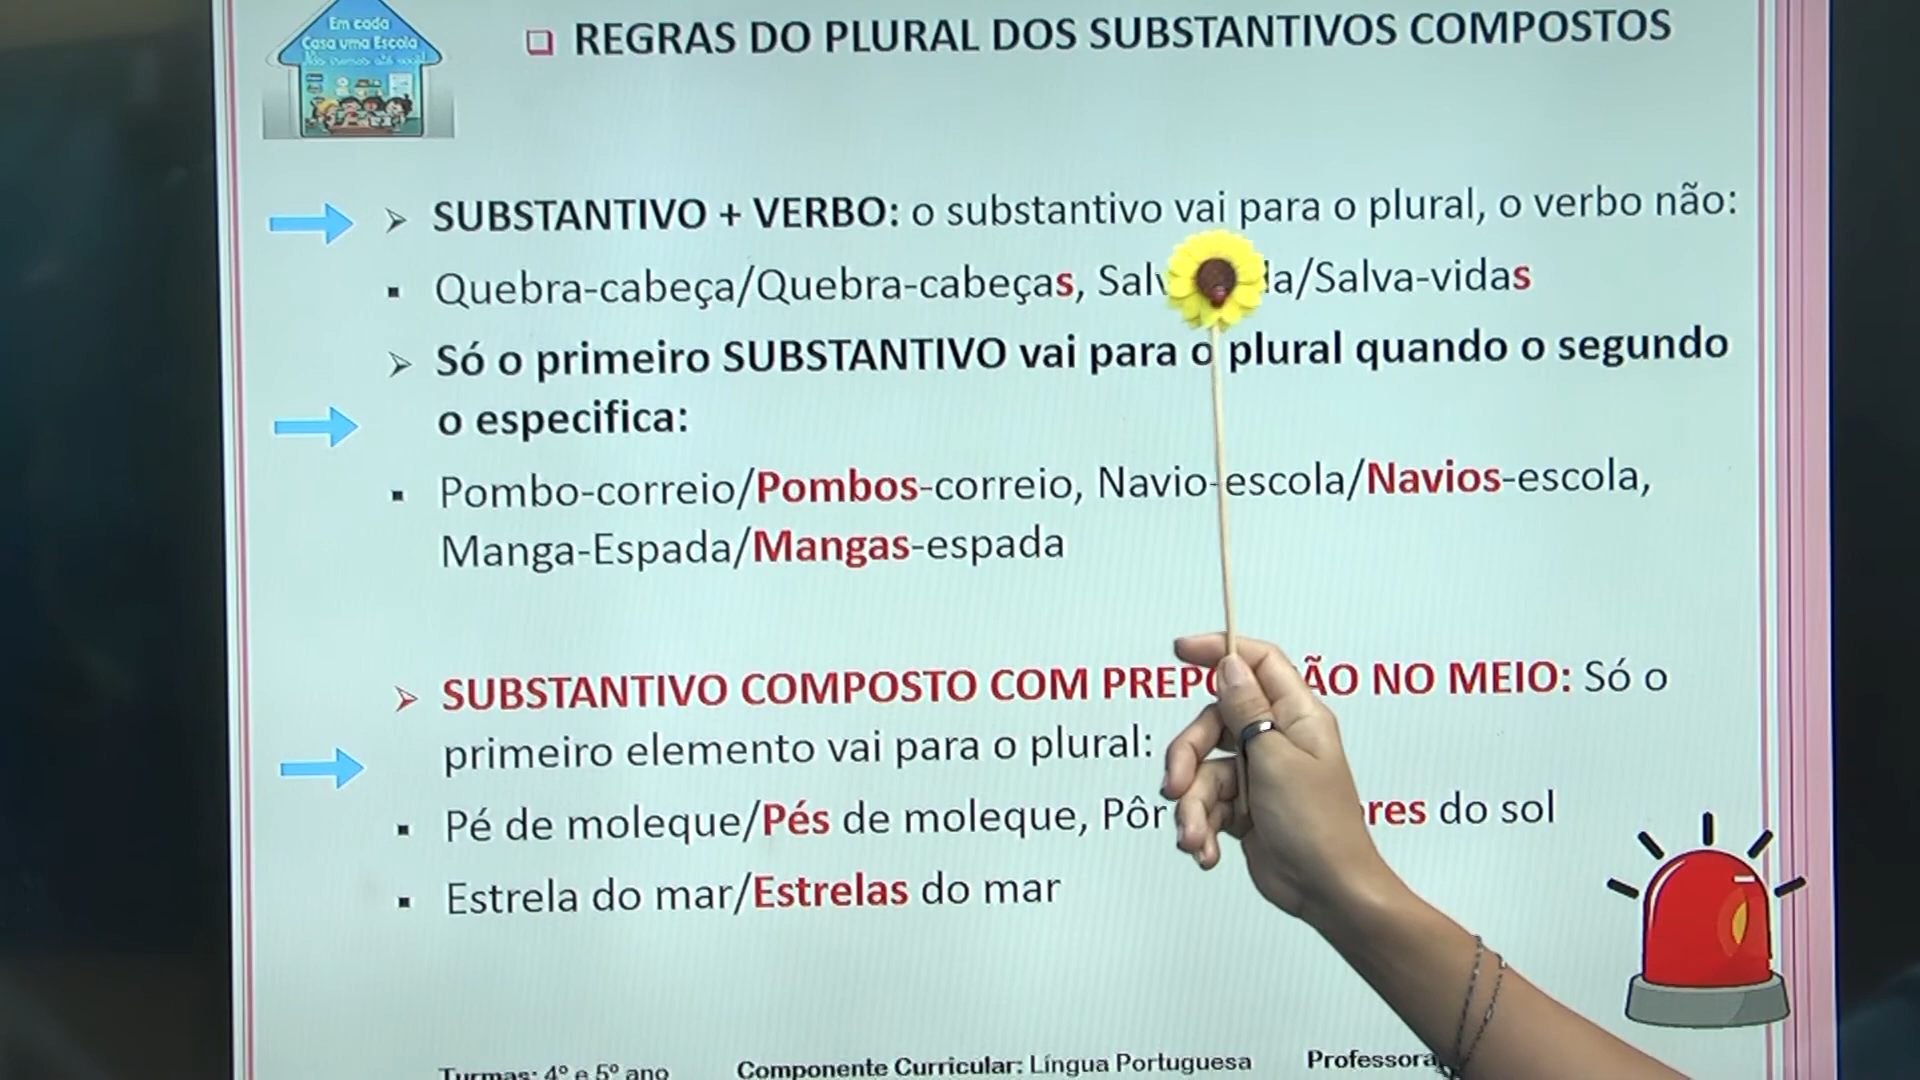 Em cada
Casa uma Escola
REGRAS DO PLURAL DOS SUBSTANTIVOS COMPOSTOS
SUBSTANTIVO + VERBO: o substantivo vai para o plural, o verbo não:
Quebra-cabeça/Quebra-cabeças, Salv da/Salva-vidas
Só o primeiro SUBSTANTIVO vai para o plural quando o segundo
o especifica:
Pombo-correio/Pombos-correio, Navio-escola/Navios-escola,
Manga-Espada/Mangas-espada
SUBSTANTIVO COMPOSTO COM PREPO ÃO NO MEIO: Só o
primeiro elemento vai para o plural:
Pé de moleque/Pés de moleque, Pôr res do sol
Estrela do mar/Estrelas do mar
Turmas: 4º e 5º ano Componente Curricular: Língua Portuguesa Professora